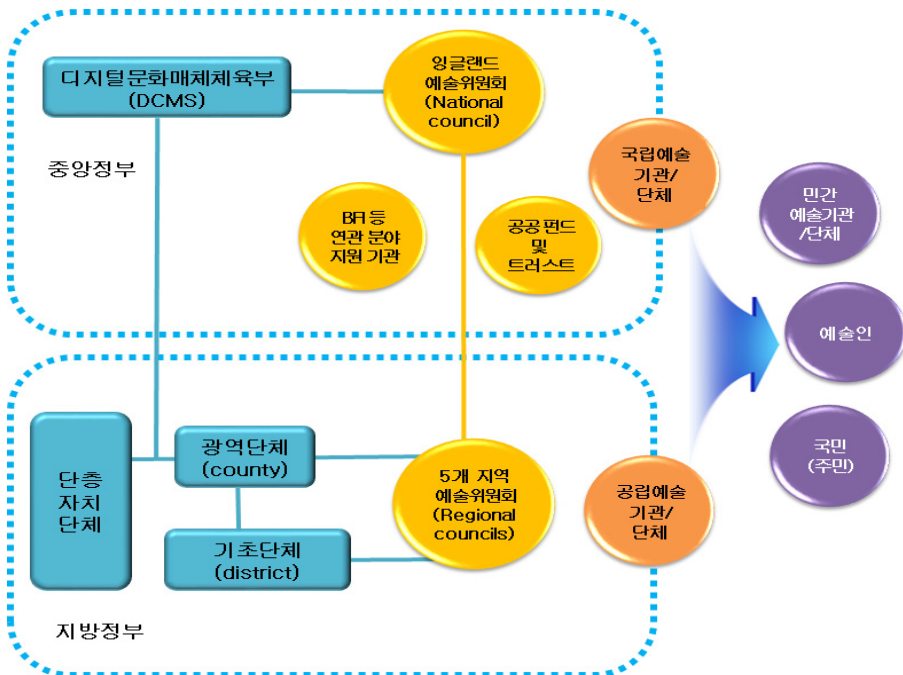 디지털문화매체체육부
(DCMS)
잉글랜드
예술위원회
(National
council)
중앙정부
국립예술
기관/
단체
민간
예술기관
/단체
BFI 등
연관 분야
지원 기관
공공 펀드
및
트러스트
예술인
단층
자치
단체
광역단체
(county)
5개 지역
예술위원회
(Regional
councils)
국민
(주민)
공립예술
기관/
단체
기초단체
(district)
지방정부